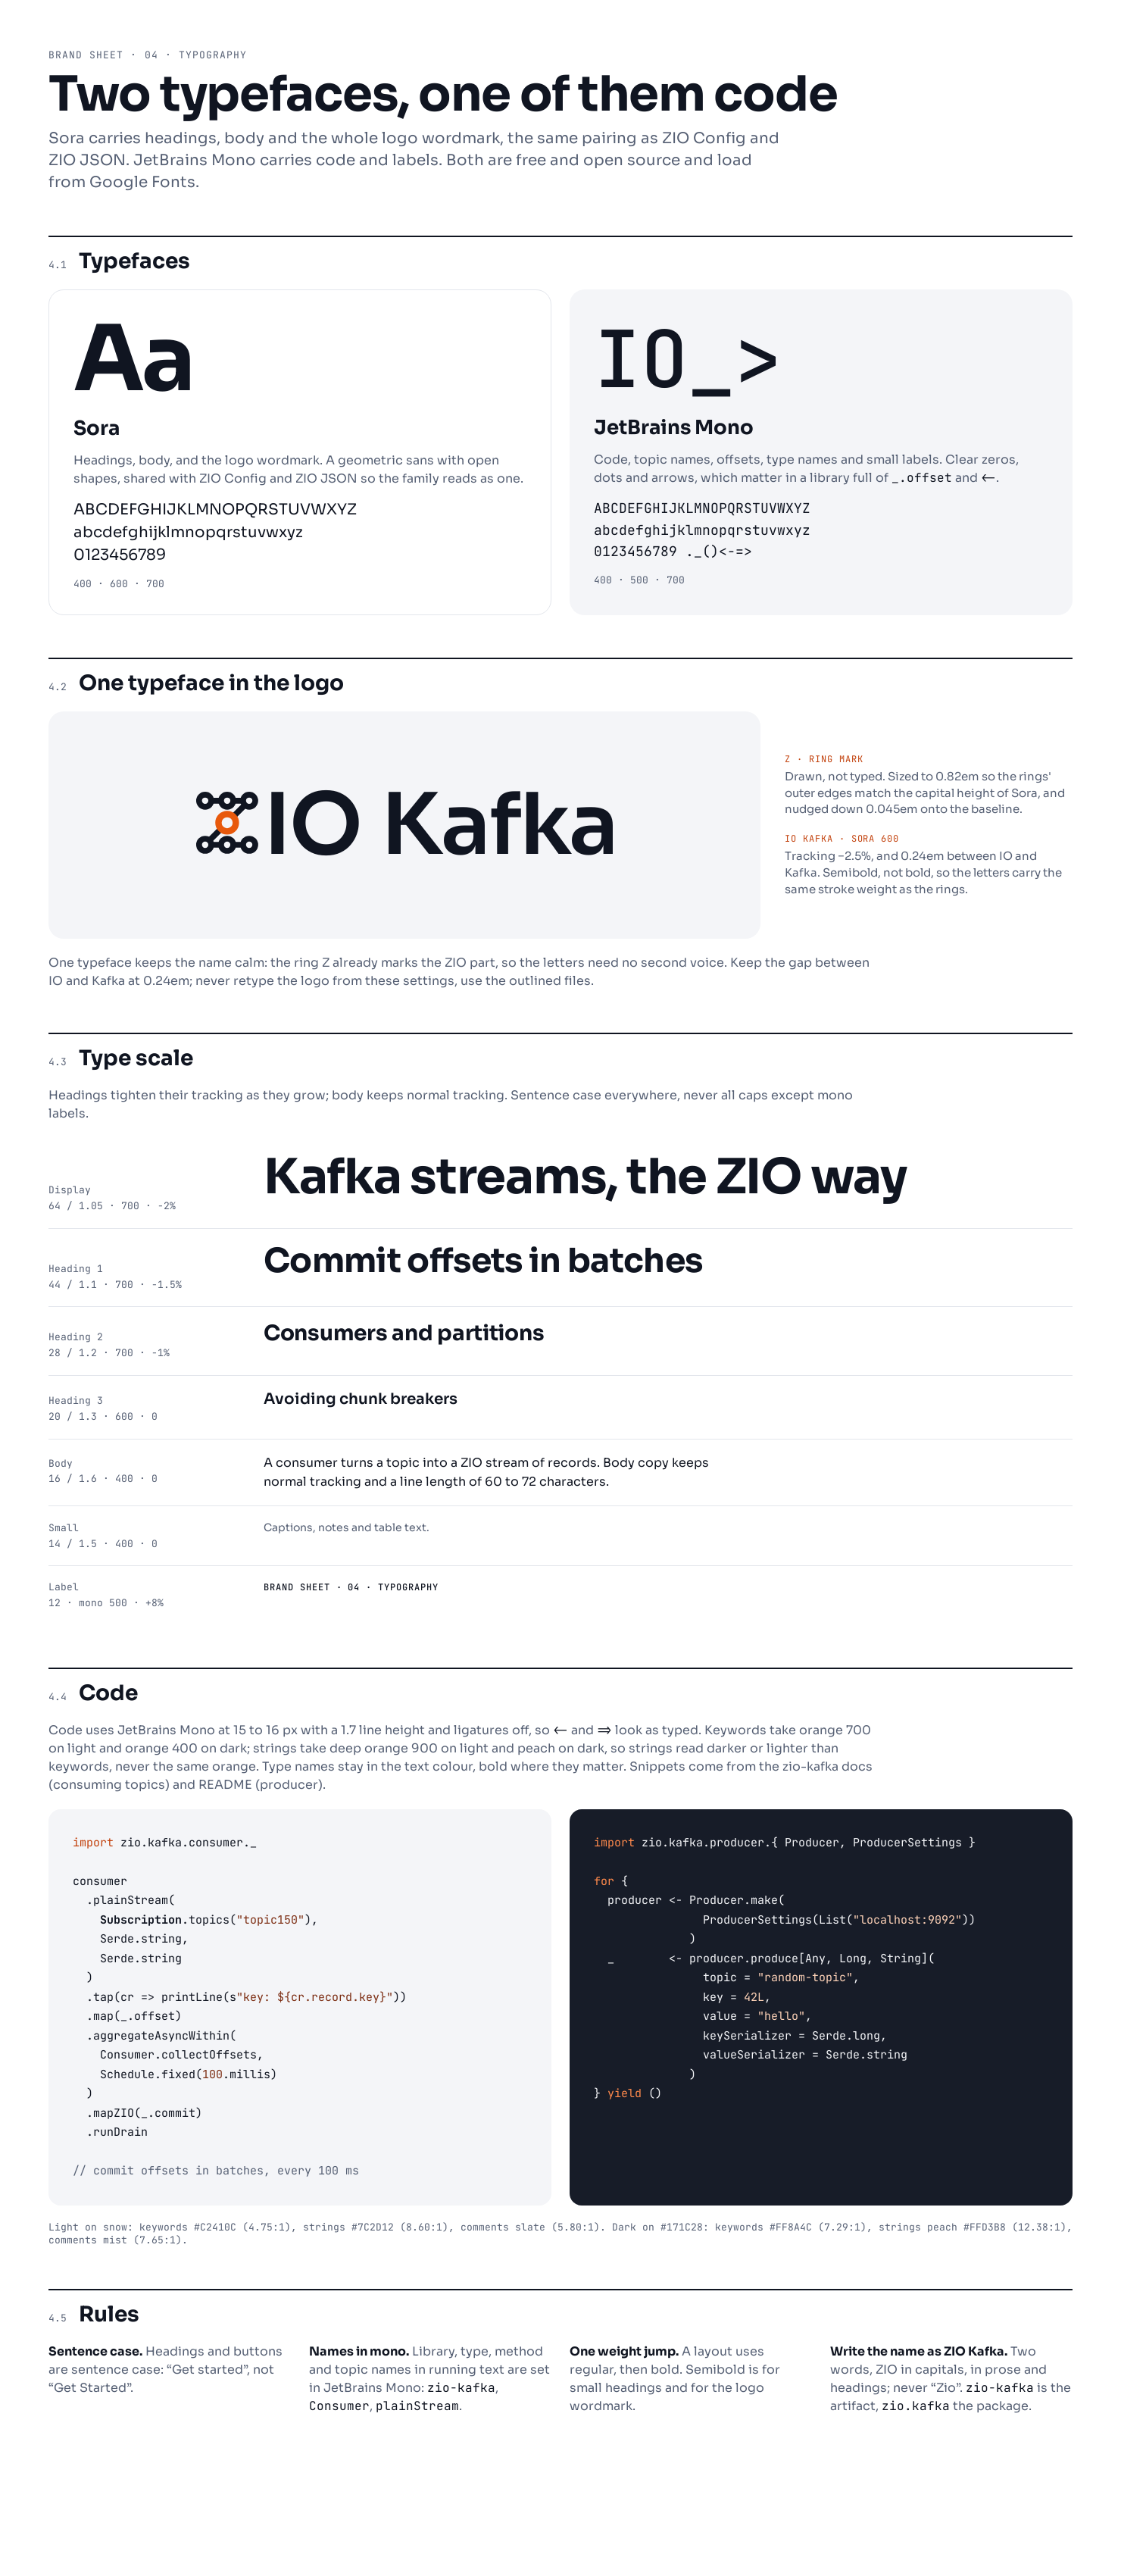 BRAND SHEET · 04 · TYPOGRAPHY
Two typefaces, one of them code
Sora carries headings, body and the whole logo wordmark, the same pairing as ZIO Config and
ZIO JSON. JetBrains Mono carries code and labels. Both are free and open source and load
from Google Fonts.
4.1 Typefaces
Aa
Sora
Headings, body, and the logo wordmark. A geometric sans with open
shapes, shared with ZIO Config and ZIO JSON so the family reads as one.
ABCDEFGHIJKLMNOPQRSTUVWXYZ
abcdefghijklmnopqrstuvwxyz
0123456789
400 · 600 · 700
IO_>
JetBrains Mono
Code, topic names, offsets, type names and small labels. Clear zeros,
dots and arrows, which matter in a library full of _.offset and <-.
ABCDEFGHIJKLMNOPQRSTUVWXYZ
abcdefghijklmnopqrstuvwxyz
0123456789 ._()<-=>
400 · 500 · 700
4.2 One typeface in the logo
ZIO Kafka
Z · RING MARK
Drawn, not typed. Sized to 0.82em so the rings'
outer edges match the capital height of Sora, and
nudged down 0.045em onto the baseline.
IO KAFKA · SORA 600
Tracking −2.5%, and 0.24em between IO and
Kafka. Semibold, not bold, so the letters carry the
same stroke weight as the rings.
One typeface keeps the name calm: the ring Z already marks the ZIO part, so the letters need no second voice. Keep the gap between
IO and Kafka at 0.24em; never retype the logo from these settings, use the outlined files.
4.3 Type scale
Headings tighten their tracking as they grow; body keeps normal tracking. Sentence case everywhere, never all caps except mono
labels.
Display
64 / 1.05 · 700 · -2%
Kafka streams, the ZIO way
Heading 1
44 / 1.1 · 700 · -1.5%
Commit offsets in batches
Heading 2
28 / 1.2 · 700 · -1%
Consumers and partitions
Heading 3
20 / 1.3 · 600 · 0
Avoiding chunk breakers
Body
16 / 1.6 · 400 · 0
A consumer turns a topic into a ZIO stream of records. Body copy keeps
normal tracking and a line length of 60 to 72 characters.
Small
14 / 1.5 · 400 · 0
Captions, notes and table text.
Label
12 · mono 500 · +8%
BRAND SHEET · 04 · TYPOGRAPHY
4.4 Code
Code uses JetBrains Mono at 15 to 16 px with a 1.7 line height and ligatures off, so <- and => look as typed. Keywords take orange 700
on light and orange 400 on dark; strings take deep orange 900 on light and peach on dark, so strings read darker or lighter than
keywords, never the same orange. Type names stay in the text colour, bold where they matter. Snippets come from the zio-kafka docs
(consuming topics) and README (producer).
import zio.kafka.consumer._
consumer
  .plainStream(
    Subscription.topics("topic150"),
    Serde.string,
    Serde.string
  )
  .tap(cr => printLine(s"key: ${cr.record.key}"))
  .map(_.offset)
  .aggregateAsyncWithin(
    Consumer.collectOffsets,
    Schedule.fixed(100.millis)
  )
  .mapZIO(_.commit)
  .runDrain
// commit offsets in batches, every 100 ms
import zio.kafka.producer.{ Producer, ProducerSettings }
for {
  producer <- Producer.make(
                ProducerSettings(List("localhost:9092"))
              )
  _        <- producer.produce[Any, Long, String](
                topic = "random-topic",
                key = 42L,
                value = "hello",
                keySerializer = Serde.long,
                valueSerializer = Serde.string
              )
} yield ()
Light on snow: keywords #C2410C (4.75:1), strings #7C2D12 (8.60:1), comments slate (5.80:1). Dark on #171C28: keywords #FF8A4C (7.29:1), strings peach #FFD3B8 (12.38:1),
comments mist (7.65:1).
4.5 Rules
Sentence case. Headings and buttons
are sentence case: “Get started”, not
“Get Started”.
Names in mono. Library, type, method
and topic names in running text are set
in JetBrains Mono: zio-kafka,
Consumer, plainStream.
One weight jump. A layout uses
regular, then bold. Semibold is for
small headings and for the logo
wordmark.
Write the name as ZIO Kafka. Two
words, ZIO in capitals, in prose and
headings; never “Zio”. zio-kafka is the
artifact, zio.kafka the package.